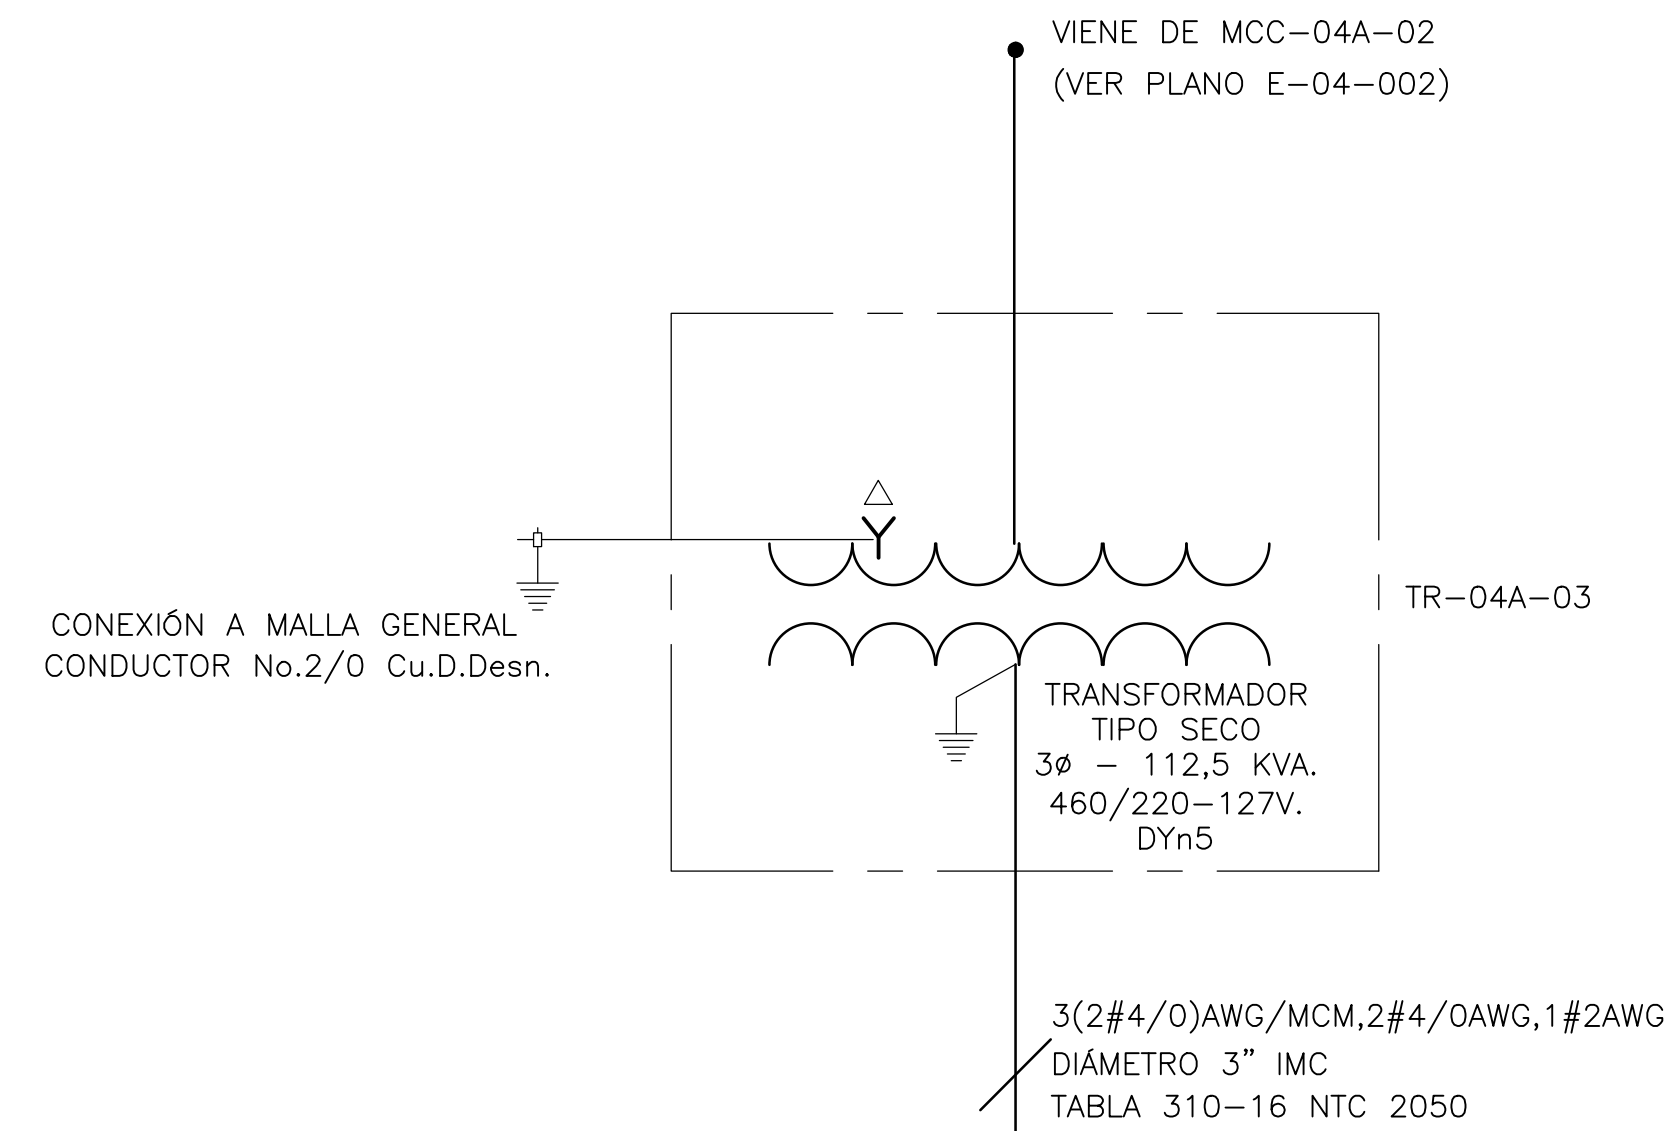 VIENE DE MCC-04A-02
(VER PLANO E-04-002)
CONEXIÓN A MALLA GENERAL
CONDUCTOR No.2/0 Cu.D.Desn.
TR-04A-03
TRANSFORMADOR
TIPO SECO
3ø - 112,5 KVA.
460/220-127V.
DYn5
3(2#4/0)AWG/MCM,2#4/0AWG,1#2AWG
DIÁMETRO 3" IMC
TABLA 310-16 NTC 2050